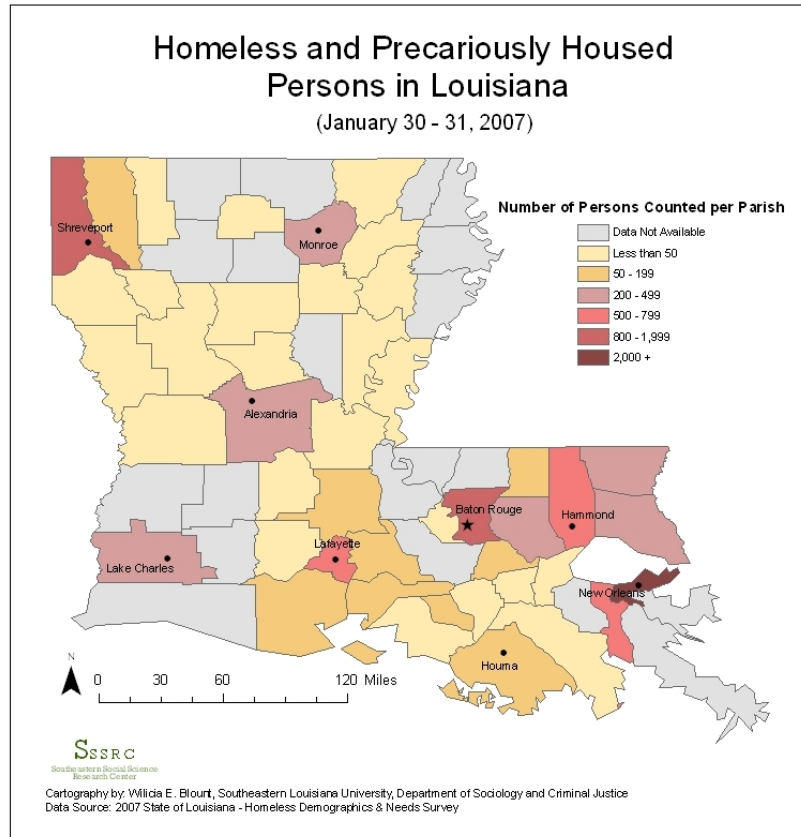 Homeless and Precariously Housed
Persons in Louisiana
(January 30 - 31, 2007)
Number of Persons Counted per Parish
Data Not Available
Less than 50
50 - 199
200 - 499
500 - 799
800 - 1,999
2,000 +
Shreveport
Monroe
Alexandria
Baton Rouge
Hammond
Lafayette
Lake Charles
New Orleans
Houma
N
0 30 60 120 Miles
SSSRC
Southeastern Social Science
Research Center
Cartography by: Wilicia E. Blount, Southeastern Louisiana University, Department of Sociology and Criminal Justice
Data Source: 2007 State of Louisiana - Homeless Demographics & Needs Survey